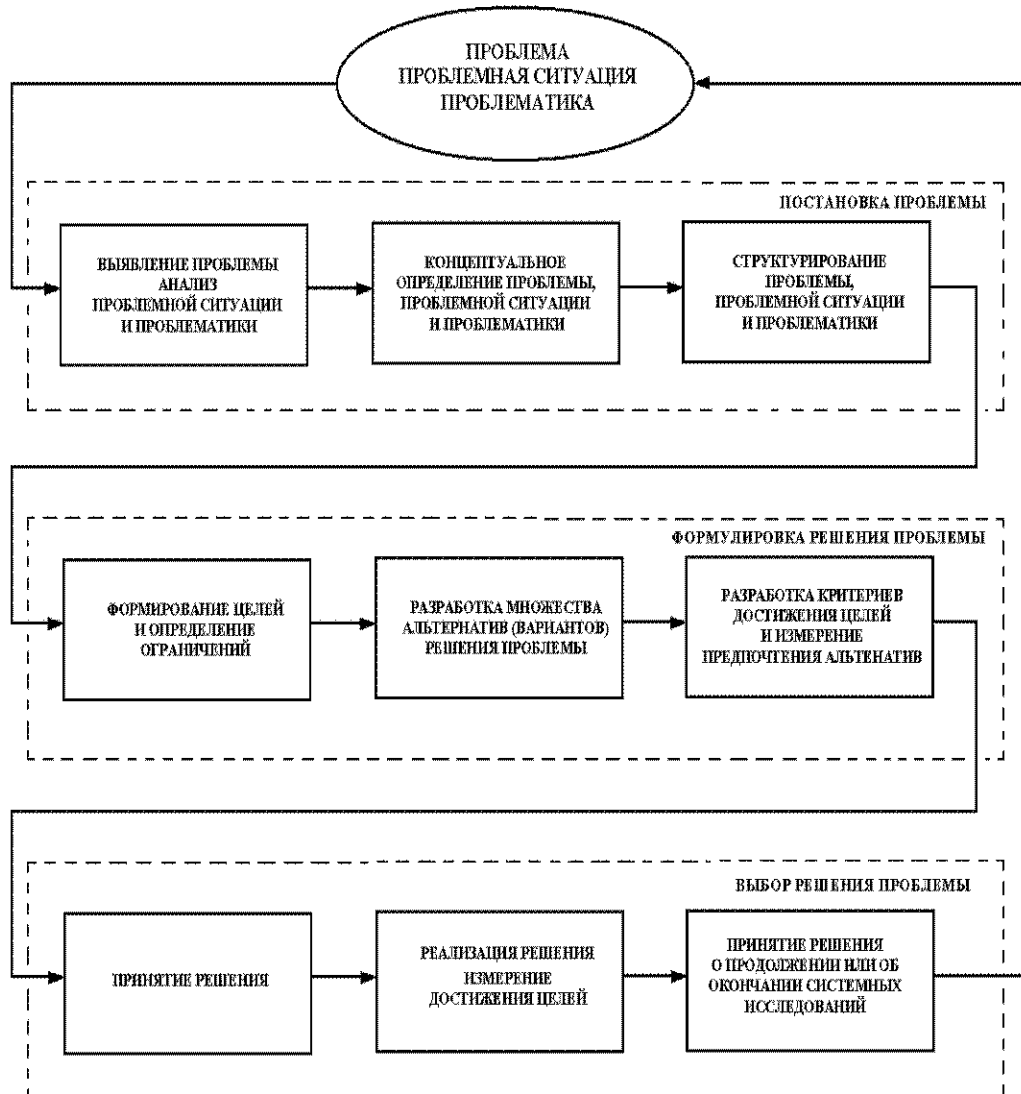 ПРОБЛЕМА
ПРОБЛЕМНАЯ СИТУАЦИЯ
ПРОБЛЕМАТИКА
ПОСТАНОВКА ПРОБЛЕМЫ
ВЫЯВЛЕНИЕ ПРОБЛЕМЫ
АНАЛИЗ
ПРОБЛЕМНОЙ СИТУАЦИИ
И ПРОБЛЕМАТИКИ
КОНЦЕПТУАЛЬНОЕ
ОПРЕДЕЛЕНИЕ ПРОБЛЕМЫ,
ПРОБЛЕМНОЙ СИТУАЦИИ
И ПРОБЛЕМАТИКИ
СТРУКТУРИРОВАНИЕ
ПРОБЛЕМЫ,
ПРОБЛЕМНОЙ СИТУАЦИИ
И ПРОБЛЕМАТИКИ
ФОРМУЛИРОВКА РЕШЕНИЯ ПРОБЛЕМЫ
ФОРМИРОВАНИЕ ЦЕЛЕЙ
И ОПРЕДЕЛЕНИЕ
ОГРАНИЧЕНИЙ
РАЗРАБОТКА МНОЖЕСТВА
АЛЬТЕРНАТИВ (ВАРИАНТОВ)
РЕШЕНИЯ ПРОБЛЕМЫ
РАЗРАБОТКА КРИТЕРИЕВ
ДОСТИЖЕНИЯ ЦЕЛЕЙ
И ИЗМЕРЕНИЕ
ПРЕДПОЧТЕНИЯ АЛЬТЕНАТИВ
ВЫБОР РЕШЕНИЯ ПРОБЛЕМЫ
ПРИНЯТИЕ РЕШЕНИЯ
РЕАЛИЗАЦИЯ РЕШЕНИЯ
ИЗМЕРЕНИЕ
ДОСТИЖЕНИЯ ЦЕЛЕЙ
ПРИНЯТИЕ РЕШЕНИЯ
О ПРОДОЛЖЕНИИ ИЛИ ОБ
ОКОНЧАНИИ СИСТЕМНЫХ
ИССЛЕДОВАНИЙ